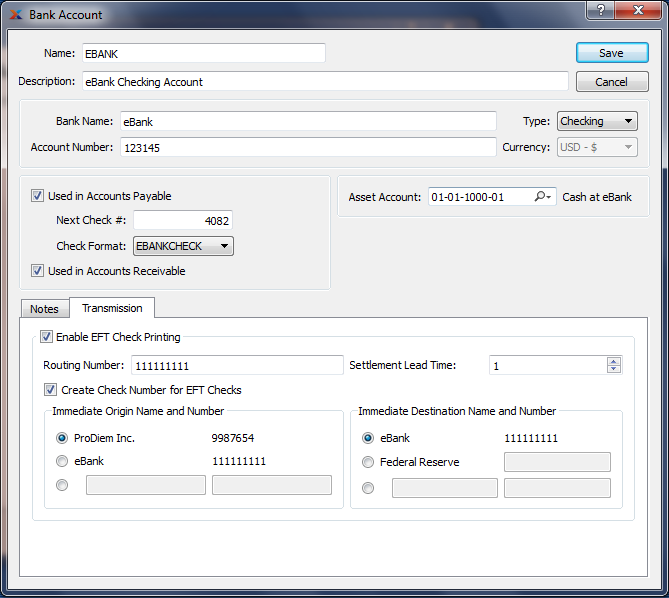 Bank Account
Name: EBANK Save
Description: eBank Checking Account Cancel
Bank Name: eBank Type: Checking
Account Number: 123145 Currency: USD - $
Used in Accounts Payable Asset Account: 01-01-1000-01 Cash at eBank
Next Check #: 4082
Check Format: EBANKCHECK
Used in Accounts Receivable
Notes Transmission
Enable EFT Check Printing
Routing Number: 111111111 Settlement Lead Time: 1
Create Check Number for EFT Checks
Immediate Origin Name and Number Immediate Destination Name and Number
ProDiem Inc. 9987654 eBank 111111111
eBank 111111111 Federal Reserve